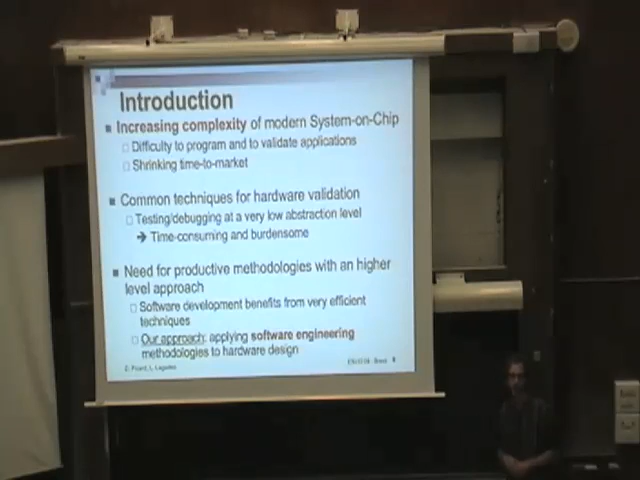 Introduction
Increasing complexity of modern System-on-Chip
Difficulty to program and to validate applications
Shrinking time-to-market
Common techniques for hardware validation
Testing/debugging at a very low abstraction level
➔ Time-consuming and burdensome
Need for productive methodologies with an higher
level approach
Software development benefits from very efficient
techniques
Our approach: applying software engineering
methodologies to hardware design